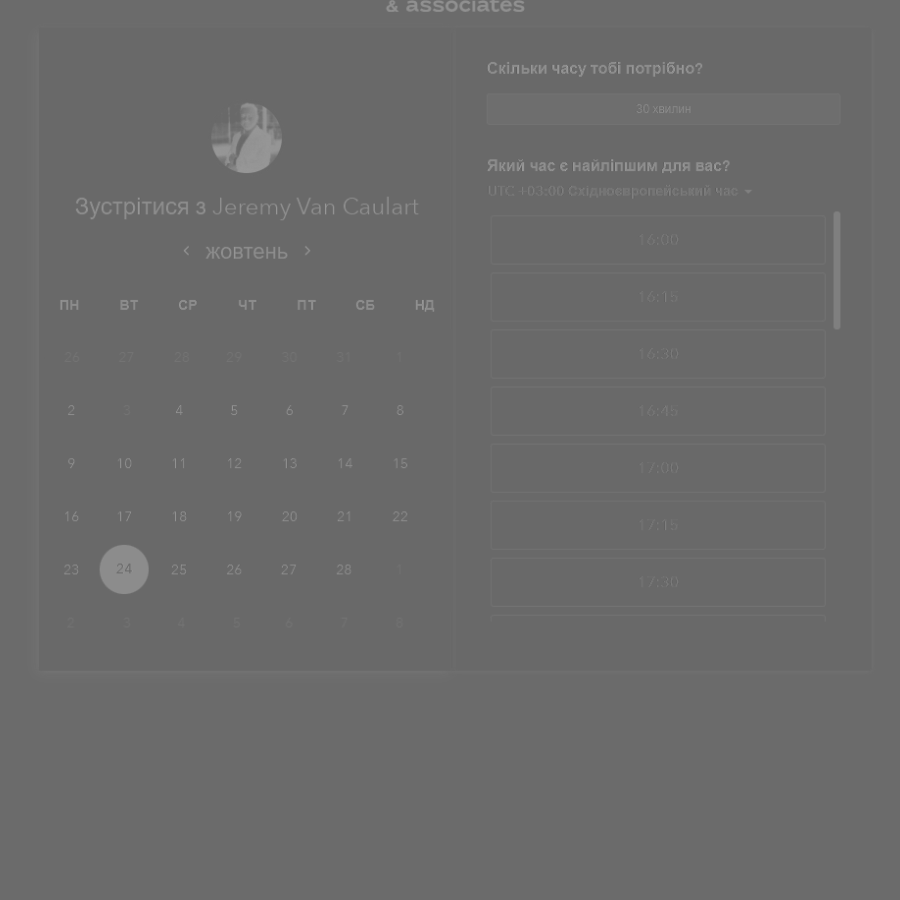 & associates
Зустрітися з Jeremy Van Caulart
жовтень
ПН ВТ СР ЧТ ПТ СБ НД
26 27 28 29 30 31 1
2 3 4 5 6 7 8
9 10 11 12 13 14 15
16 17 18 19 20 21 22
23 24 25 26 27 28 1
2 3 4 5 6 7 8
Скільки часу тобі потрібно?
30 хвилин
Який час є найліпшим для вас?
UTC +03:00 Східноєвропейський час
16:00
16:15
16:30
16:45
17:00
17:15
17:30